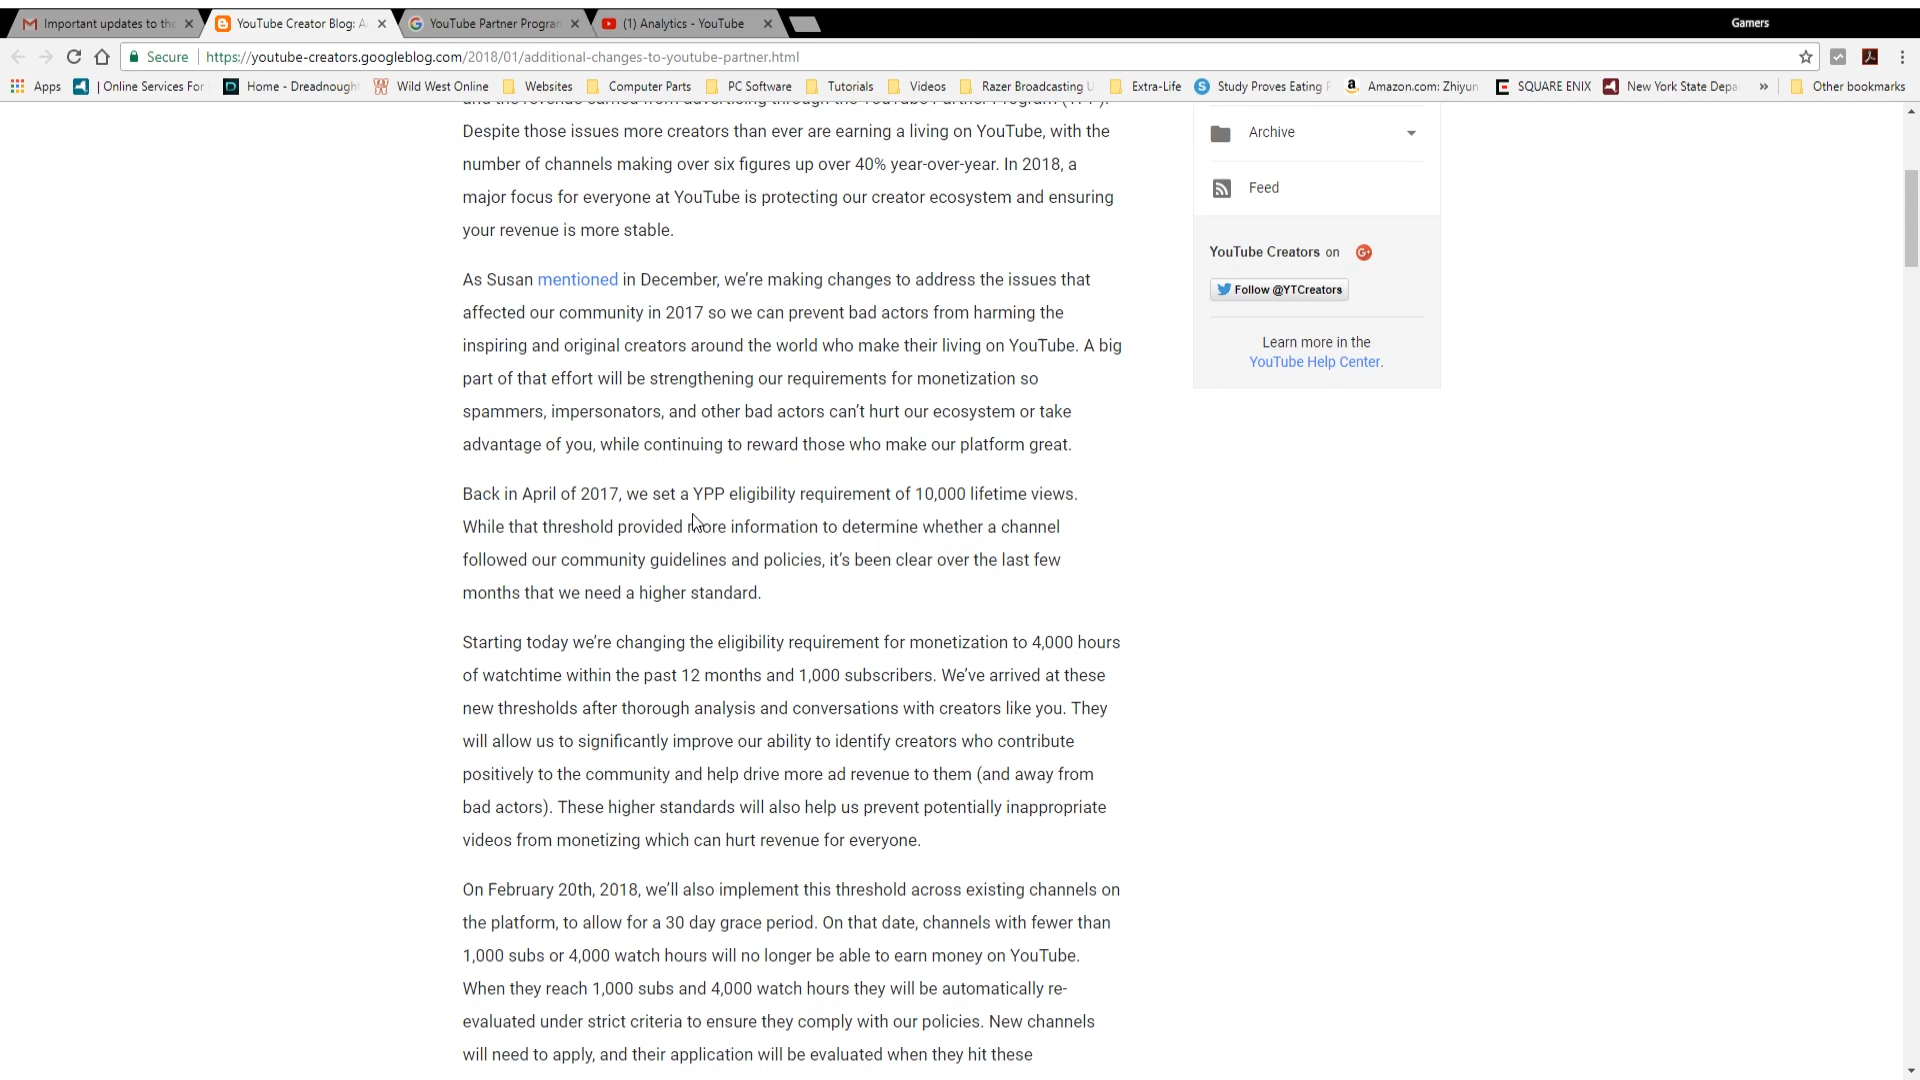 Important updates to the
YouTube Creator Blog: A
YouTube Partner Program
(1) Analytics - YouTube
Gamers
Secure
https://youtube-creators.googleblog.com/2018/01/additional-changes-to-youtube-partner.html
Apps
| Online Services For
Home - Dreadnought
Wild West Online
Websites
Computer Parts
PC Software
Tutorials
Videos
Razer Broadcasting U
Extra-Life
Study Proves Eating F
Amazon.com: Zhiyun
SQUARE ENIX
New York State Depa
»
Other bookmarks
and the revenue earned from advertising through the YouTube Partner Program (YPP).
Despite those issues more creators than ever are earning a living on YouTube, with the
number of channels making over six figures up over 40% year-over-year. In 2018, a
major focus for everyone at YouTube is protecting our creator ecosystem and ensuring
your revenue is more stable.
As Susan mentioned in December, we’re making changes to address the issues that
affected our community in 2017 so we can prevent bad actors from harming the
inspiring and original creators around the world who make their living on YouTube. A big
part of that effort will be strengthening our requirements for monetization so
spammers, impersonators, and other bad actors can’t hurt our ecosystem or take
advantage of you, while continuing to reward those who make our platform great.
Back in April of 2017, we set a YPP eligibility requirement of 10,000 lifetime views.
While that threshold provided more information to determine whether a channel
followed our community guidelines and policies, it’s been clear over the last few
months that we need a higher standard.
Starting today we’re changing the eligibility requirement for monetization to 4,000 hours
of watchtime within the past 12 months and 1,000 subscribers. We’ve arrived at these
new thresholds after thorough analysis and conversations with creators like you. They
will allow us to significantly improve our ability to identify creators who contribute
positively to the community and help drive more ad revenue to them (and away from
bad actors). These higher standards will also help us prevent potentially inappropriate
videos from monetizing which can hurt revenue for everyone.
On February 20th, 2018, we’ll also implement this threshold across existing channels on
the platform, to allow for a 30 day grace period. On that date, channels with fewer than
1,000 subs or 4,000 watch hours will no longer be able to earn money on YouTube.
When they reach 1,000 subs and 4,000 watch hours they will be automatically re-
evaluated under strict criteria to ensure they comply with our policies. New channels
will need to apply, and their application will be evaluated when they hit these
Archive
Feed
YouTube Creators on
Follow @YTCreators
Learn more in the
YouTube Help Center.